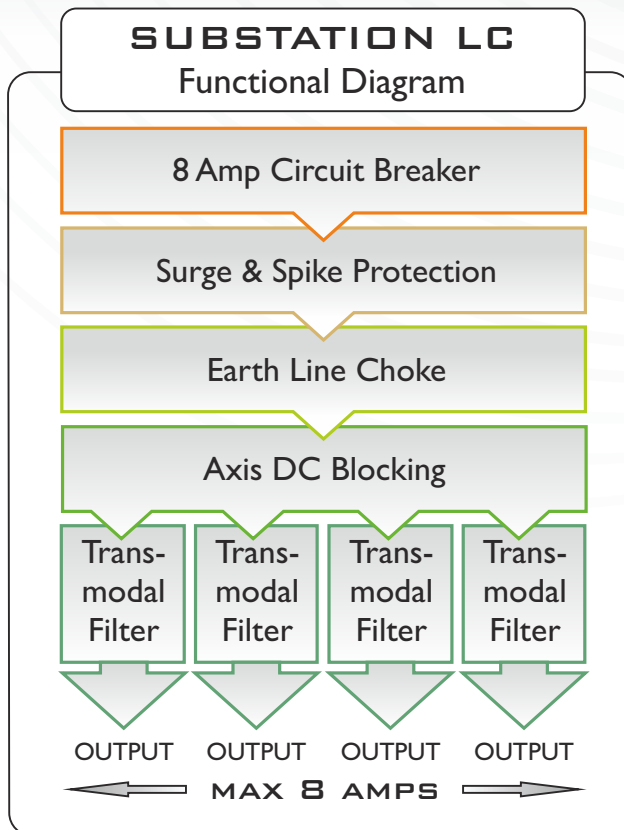 SUBSTATION LC
Functional Diagram
8 Amp Circuit Breaker
Surge & Spike Protection
Earth Line Choke
Axis DC Blocking
Trans-
modal
Filter
Trans-
modal
Filter
Trans-
modal
Filter
Trans-
modal
Filter
OUTPUT OUTPUT OUTPUT OUTPUT
MAX 8 AMPS